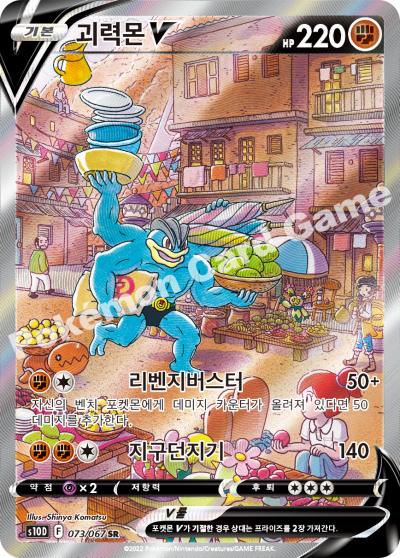 기본 괴력몬 V HP 220
Pokémon Card Game
리벤지버스터 50+
자신의 벤치 포켓몬에게 데미지 카운터가 올려져 있다면 50
데미지를 추가한다.
지구던지기 140
약점 ×2 저항력 후퇴
Illus. Shinya Komatsu
s10D F 073/067 SR
V룰
포켓몬 V가 기절한 경우 상대는 프라이즈를 2장 가져간다.
©2022 Pokémon/Nintendo/Creatures/GAME FREAK.